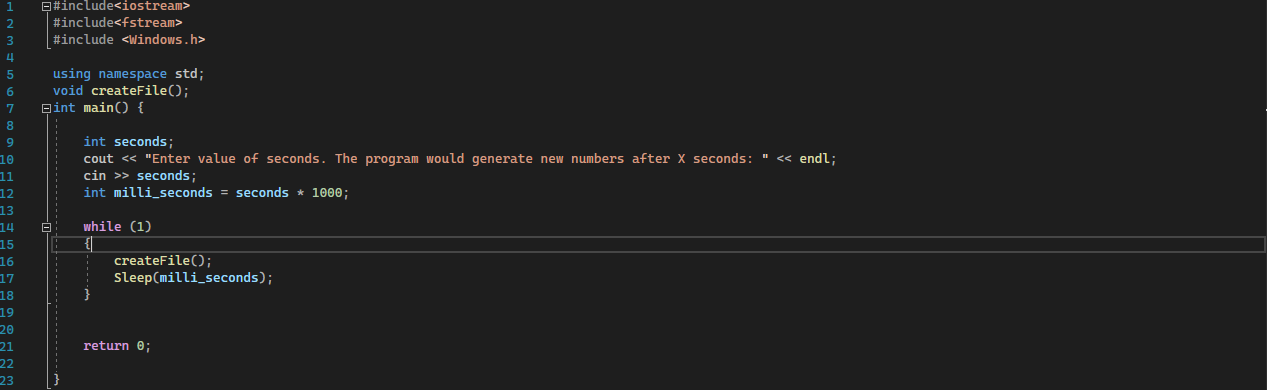 1 #include<iostream>
2 #include<fstream>
3 #include <Windows.h>
4
5 using namespace std;
6 void createFile();
7 int main() {
8
9 int seconds;
10 cout << "Enter value of seconds. The program would generate new numbers after X seconds: " << endl;
11 cin >> seconds;
12 int milli_seconds = seconds * 1000;
13
14 while (1)
15 {
16 createFile();
17 Sleep(milli_seconds);
18 }
19
20
21 return 0;
22
23 }